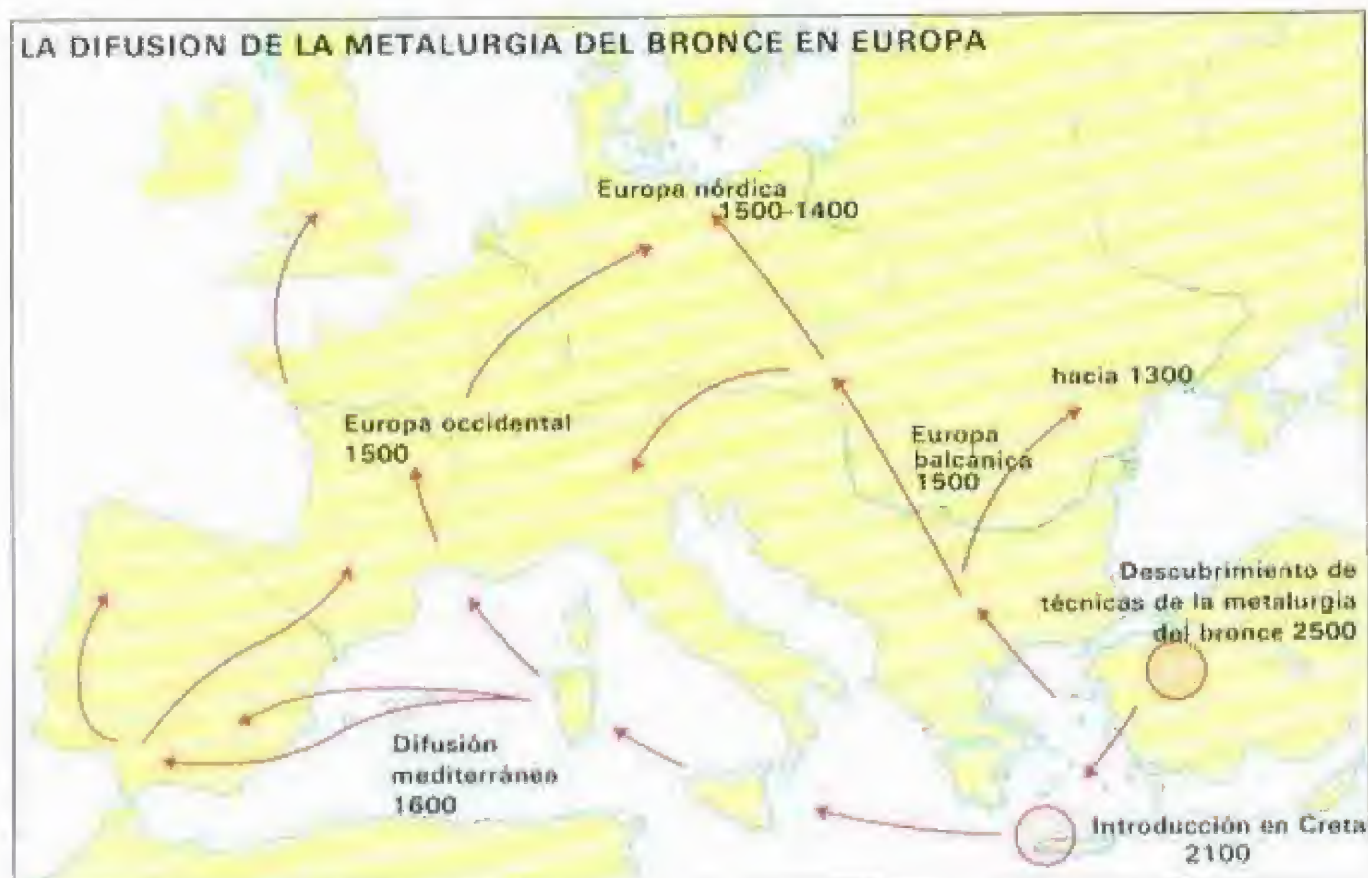 LA DIFUSION DE LA METALURGIA DEL BRONCE EN EUROPA
Europa nórdica
1500-1400
hacia 1300
Europa occidental
1500
Europa
balcánica
1500
Descubrimiento de
técnicas de la metalurgia
del bronce 2500
Difusión
mediterránea
1600
Introducción en Creta
2100